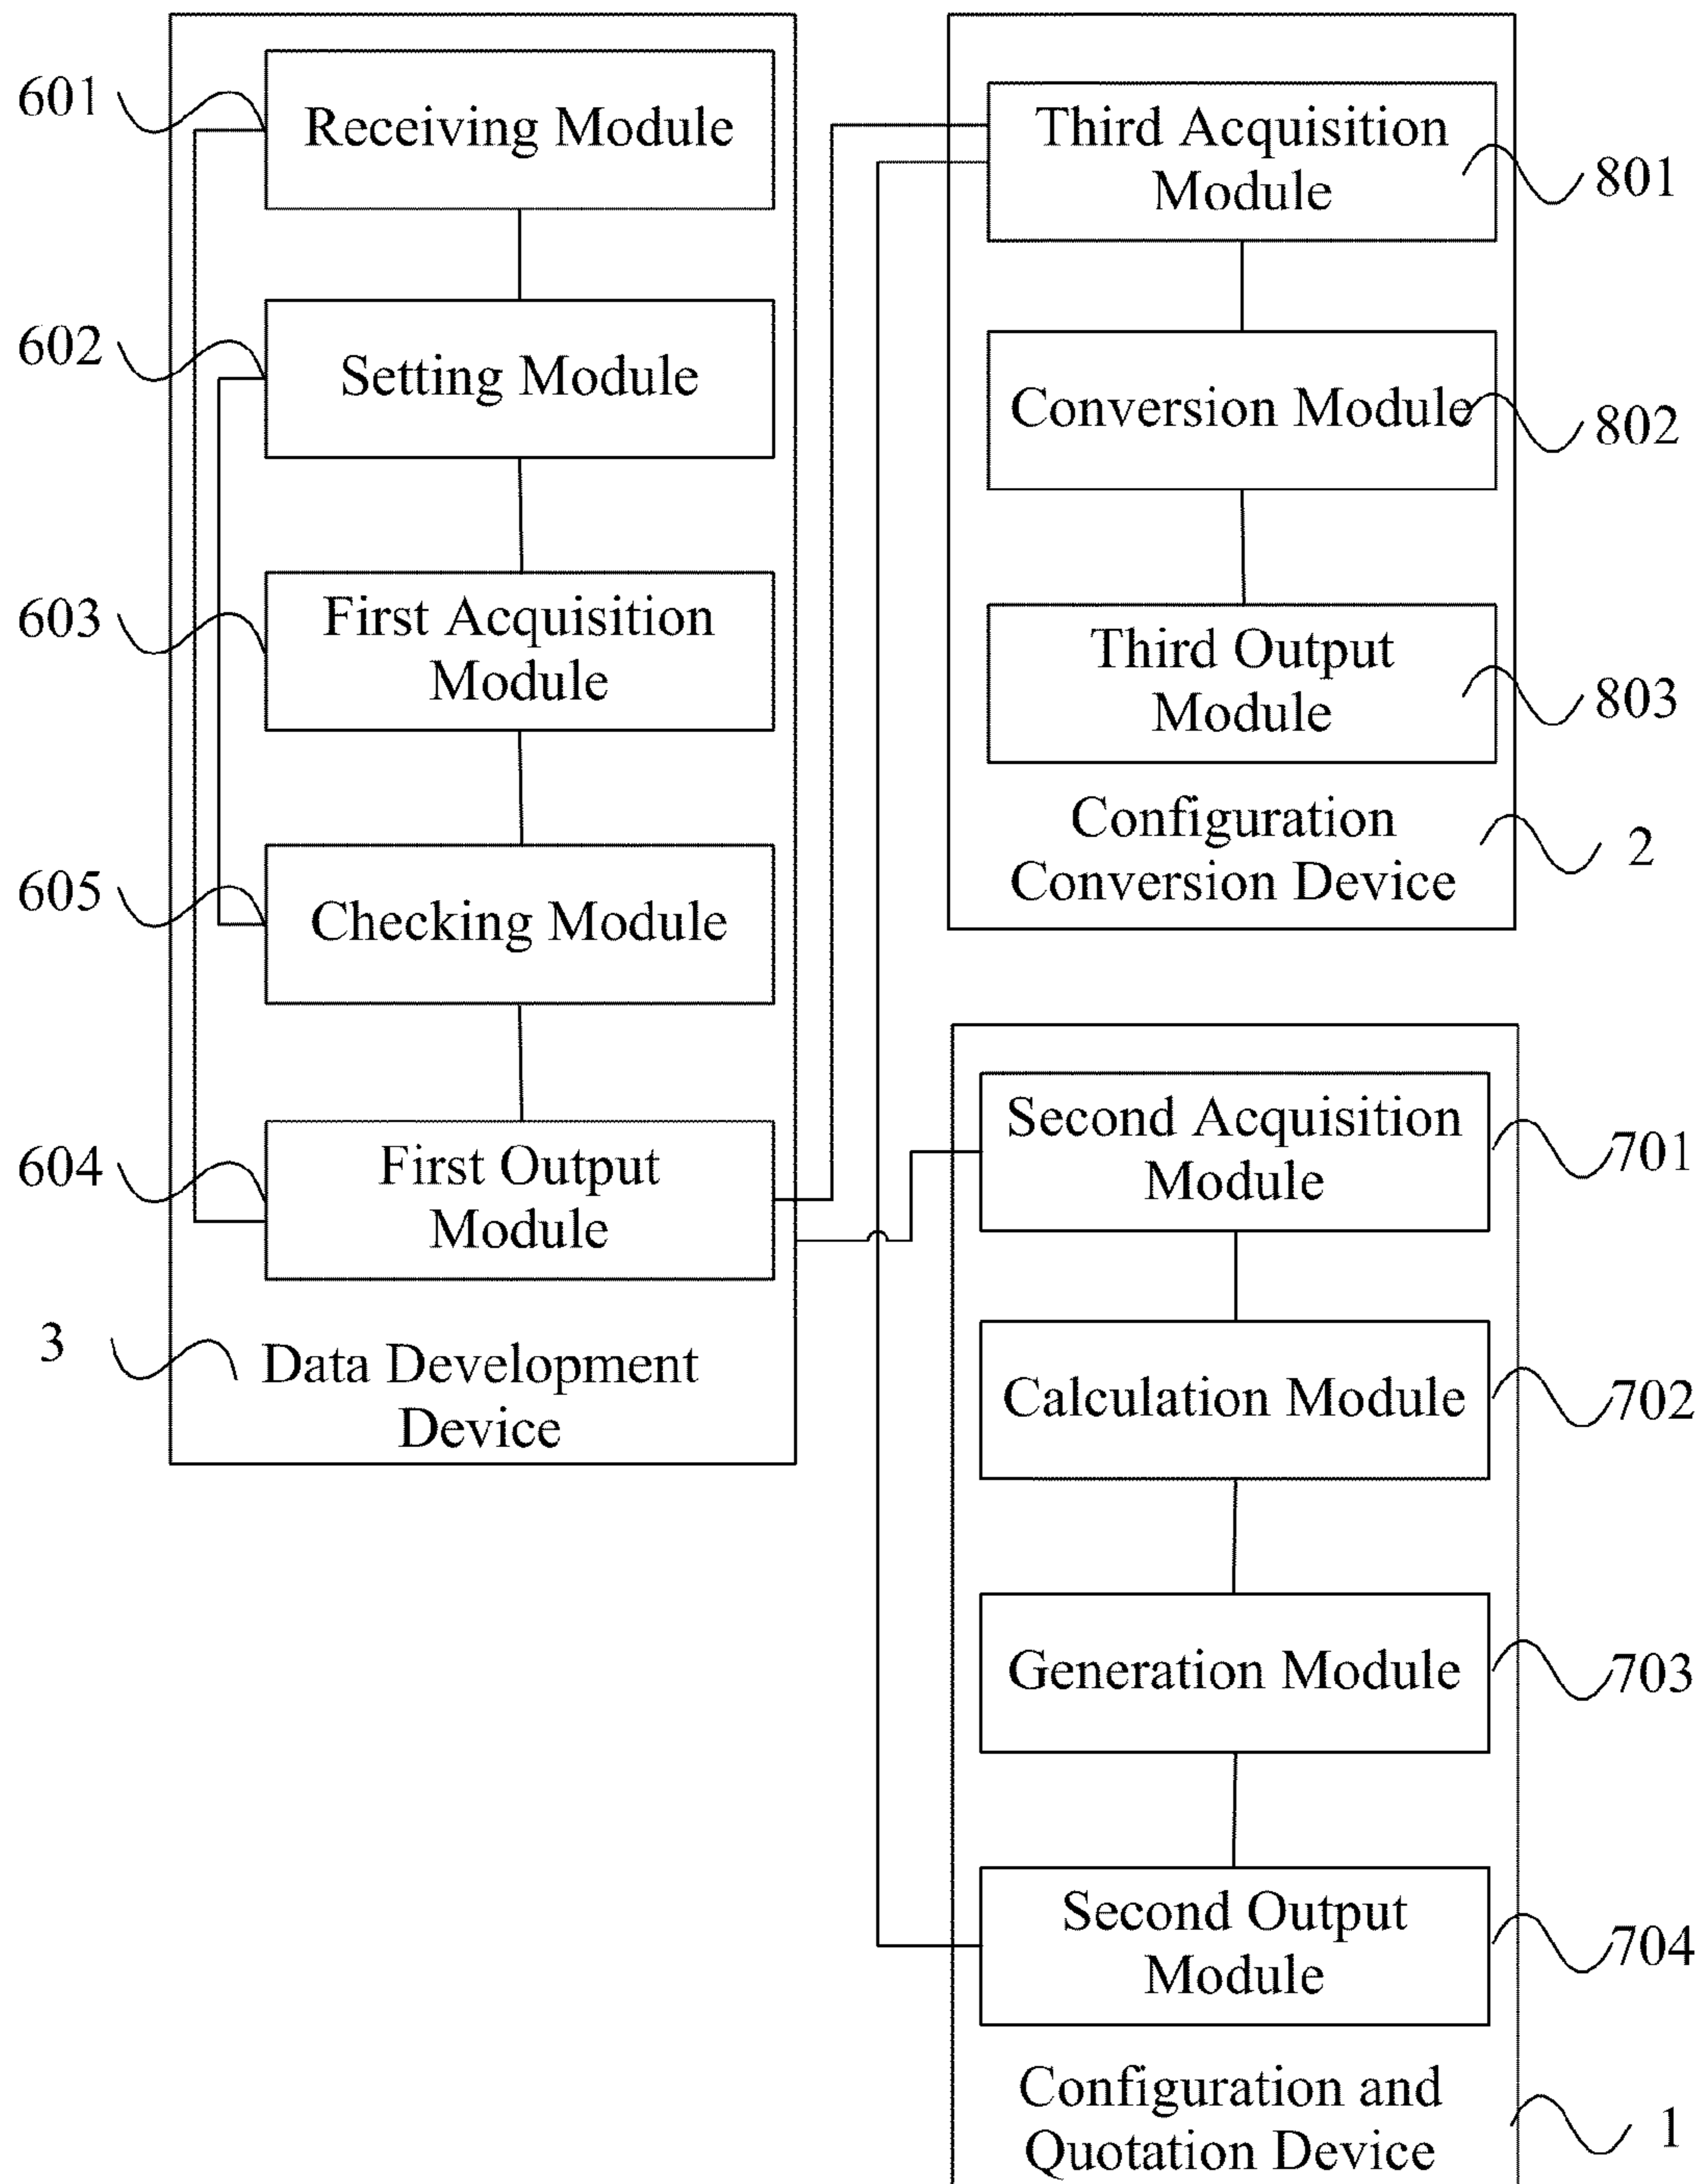 601
Receiving Module
602
Setting Module
603
First Acquisition
Module
605
Checking Module
604
First Output
Module
3
Data Development
Device
Third Acquisition
Module
801
Conversion Module
802
Third Output
Module
803
Configuration
Conversion Device
2
Second Acquisition
Module
701
Calculation Module
702
Generation Module
703
Second Output
Module
704
Configuration and
Quotation Device
1